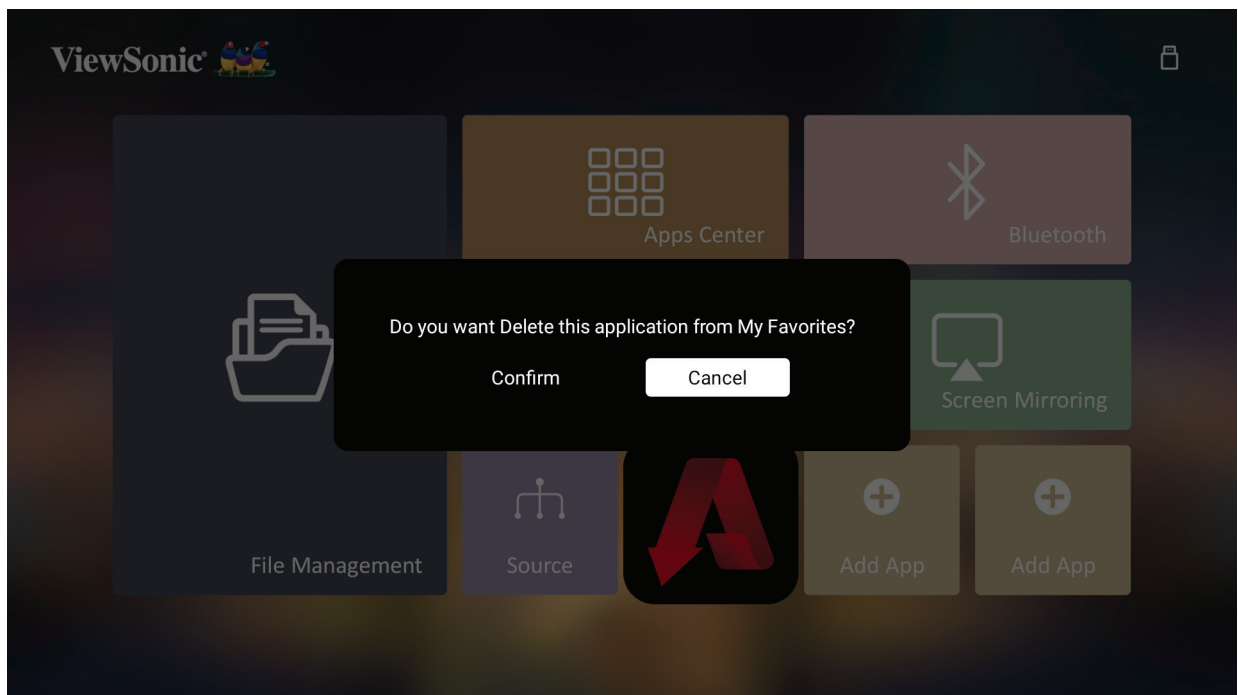 ViewSonic®
Apps Center
Bluetooth
Do you want Delete this application from My Favorites?
Confirm
Cancel
Screen Mirroring
File Management
Source
Add App
Add App